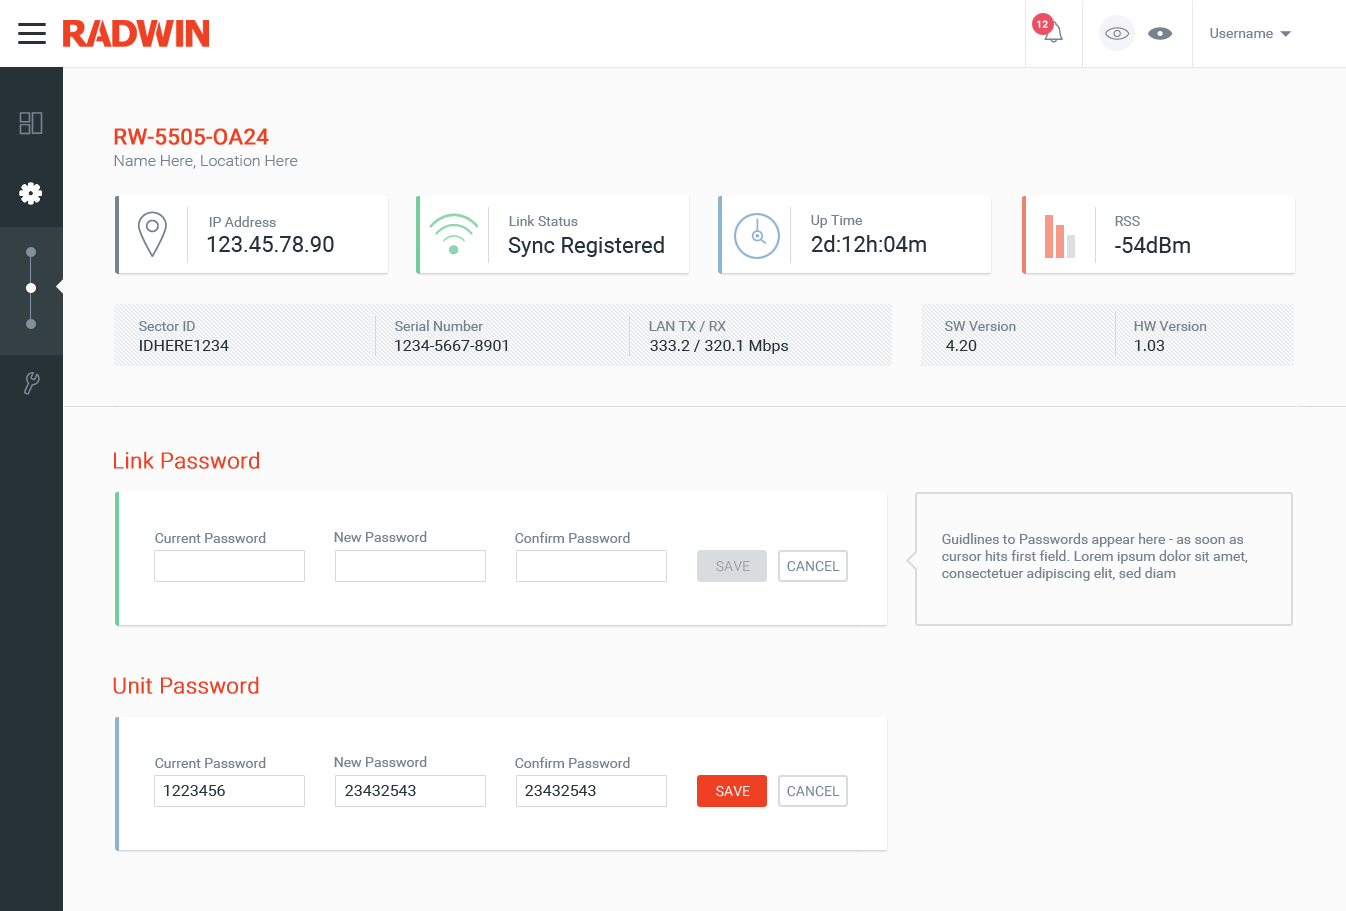 RADWIN
12
Username
RW-5505-OA24
Name Here, Location Here
IP Address
123.45.78.90
Link Status
Sync Registered
Up Time
2d:12h:04m
RSS
-54dBm
Sector ID
IDHERE1234
Serial Number
1234-5667-8901
LAN TX / RX
333.2 / 320.1 Mbps
SW Version
4.20
HW Version
1.03
Link Password
Current Password
New Password
Confirm Password
SAVE
CANCEL
Guidlines to Passwords appear here - as soon as
cursor hits first field. Lorem ipsum dolor sit amet,
consectetuer adipiscing elit, sed diam
Unit Password
Current Password
New Password
Confirm Password
1223456
23432543
23432543
SAVE
CANCEL